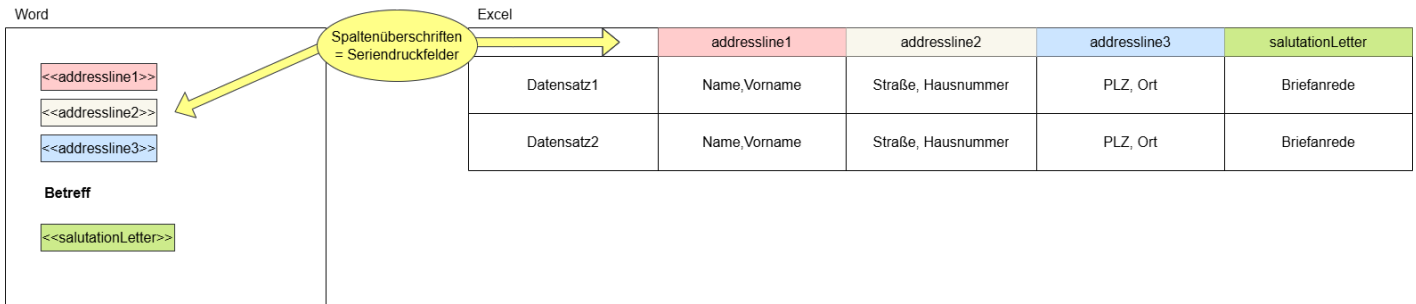 Word
Excel
Spaltenüberschriften
= Seriendruckfelder
<<addressline1>>
<<addressline2>>
<<addressline3>>
Betreff
<<salutationLetter>>
addressline1 addressline2 addressline3 salutationLetter
Datensatz1 Name,Vorname Straße, Hausnummer PLZ, Ort Briefanrede
Datensatz2 Name,Vorname Straße, Hausnummer PLZ, Ort Briefanrede